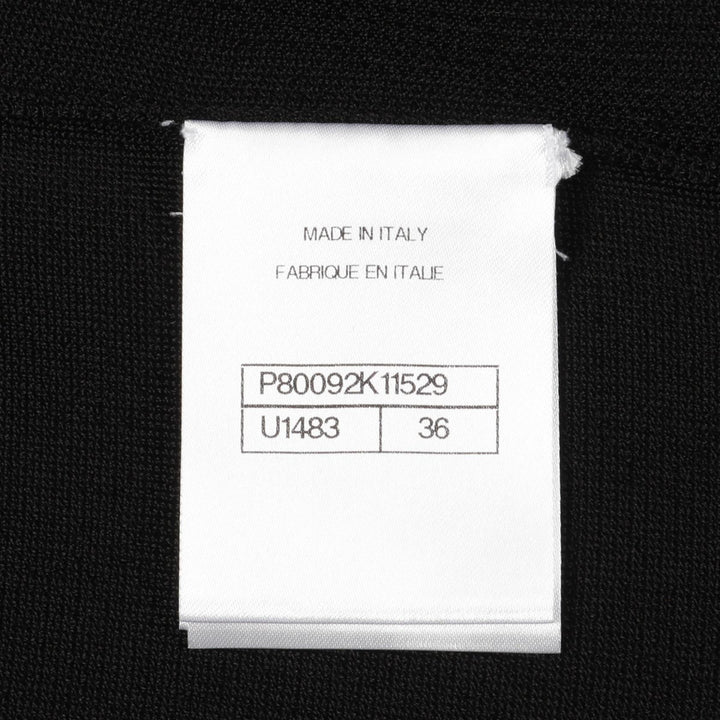 MADE IN ITALY
FABRIQUE EN ITALIE
P80092K11529
U1483 36